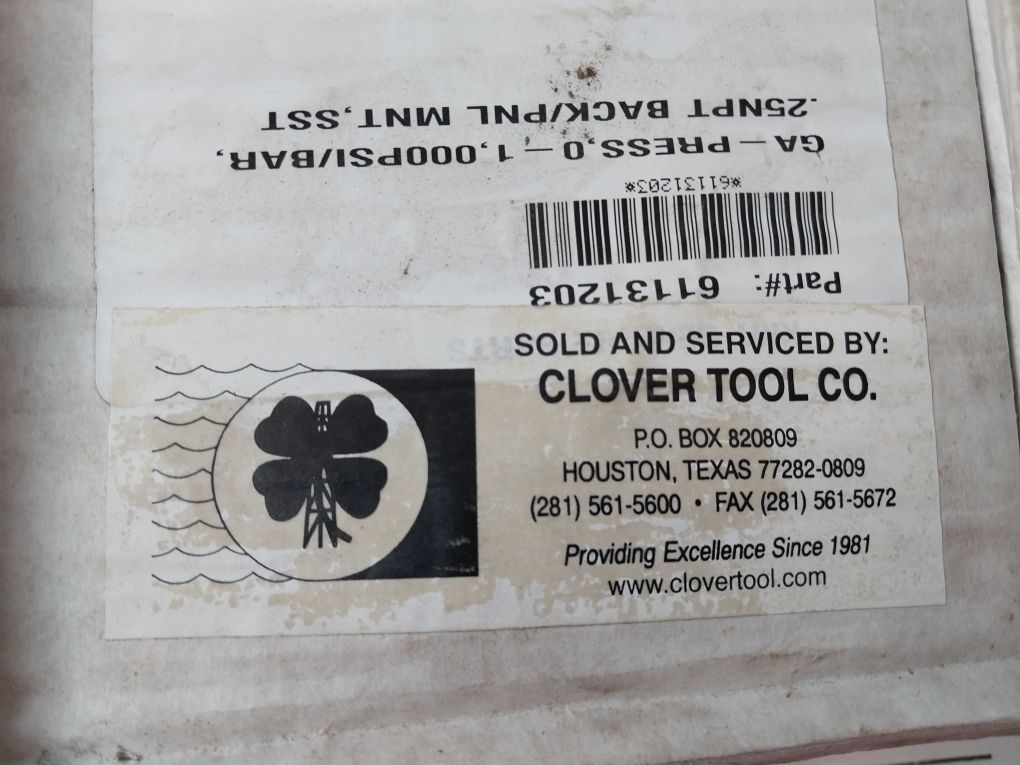 Part#: 61131203
*61131203*
GA – PRESS,0 – 1,000PSI/BAR,
.25NPT BACK/PNL MNT,SST
SOLD AND SERVICED BY:
CLOVER TOOL CO.
P.O. BOX 820809
HOUSTON, TEXAS 77282-0809
(281) 561-5600 • FAX (281) 561-5672
Providing Excellence Since 1981
www.clovertool.com